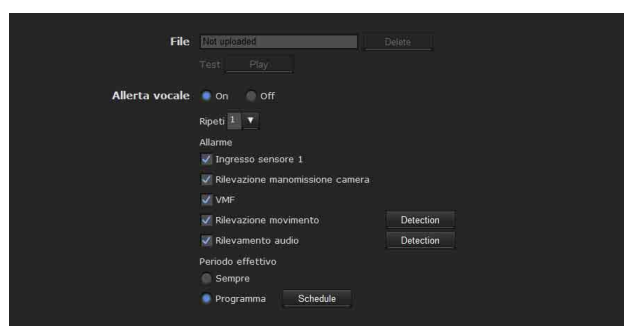 File Not uploaded Delete
Test Play
Allerta vocale On Off
Ripeti 1
Allarme
Ingresso sensore 1
Rilevazione manomissione camera
VMF
Rilevazione movimento Detection
Rilevamento audio Detection
Periodo effettivo
Sempre
Programma Schedule